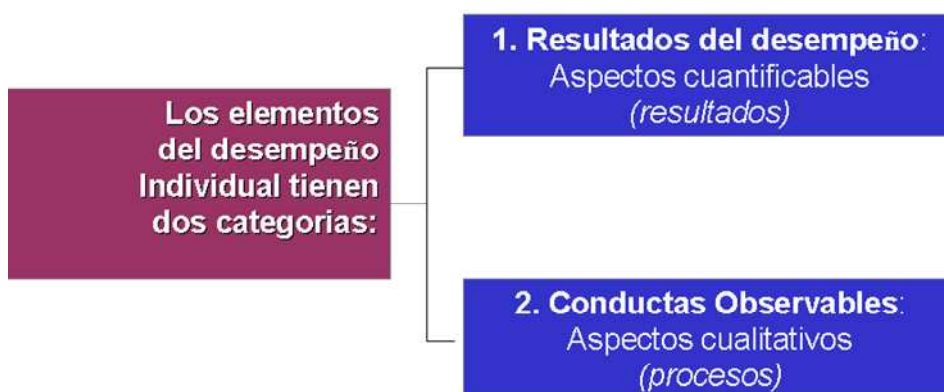 Los elementos
del desempeño
Individual tienen
dos categorias:
1. Resultados del desempeño:
Aspectos cuantificables
(resultados)
2. Conductas Observables:
Aspectos cualitativos
(procesos)